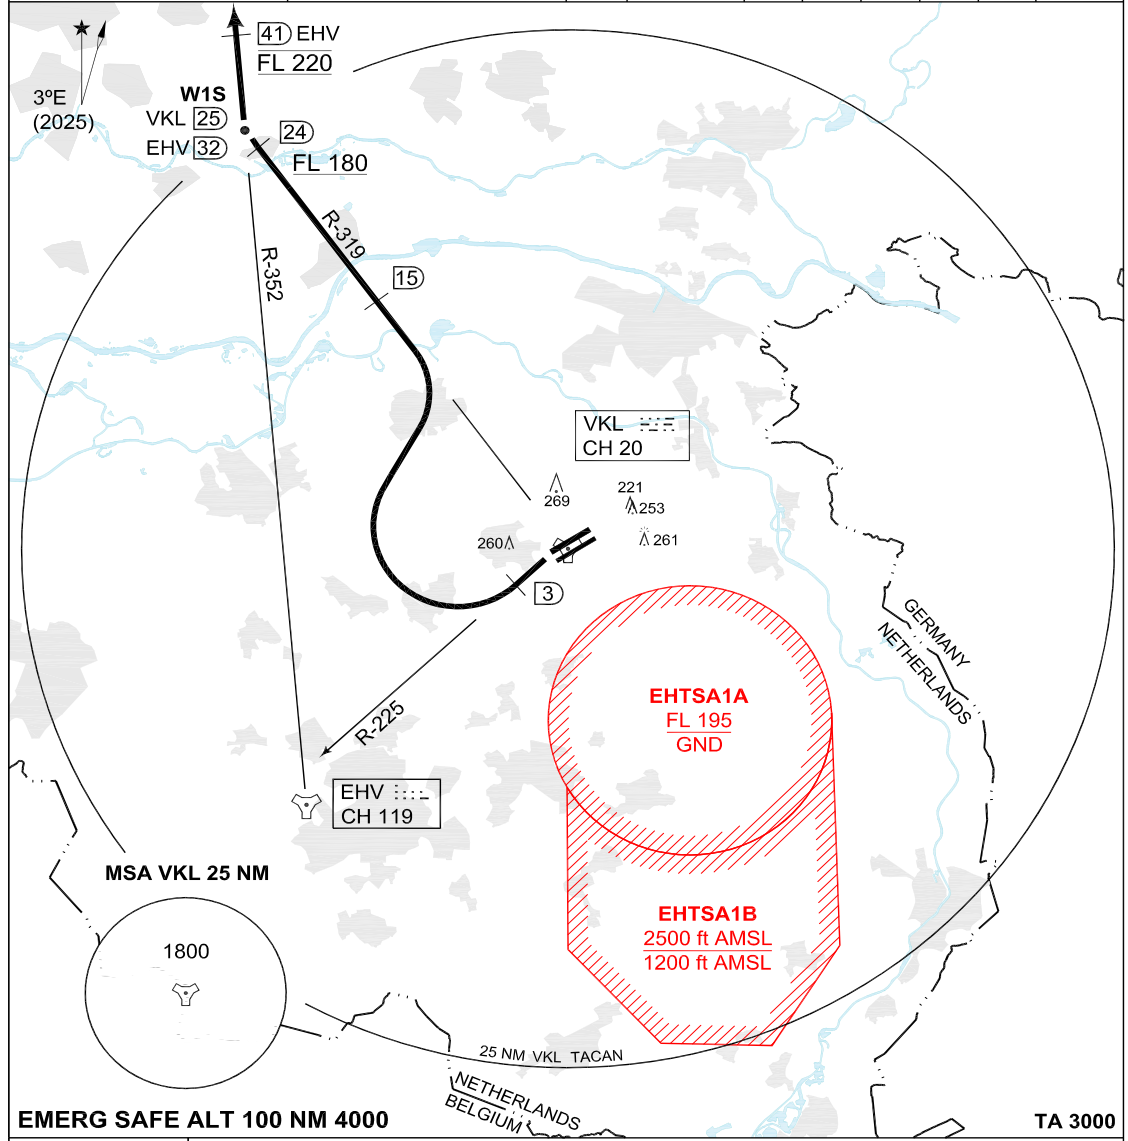 41 EHV
FL 220
3ºE
(2025)
W1S
VKL 25
EHV 32
24
FL 180
R-319
R-352
15
VKL
CH 20
269
221
253
260
261
3
GERMANY
NETHERLANDS
EHTSA1A
FL 195
GND
R-225
EHV
CH 119
MSA VKL 25 NM
1800
EHTSA1B
2500 ft AMSL
1200 ft AMSL
25 NM VKL TACAN
NETHERLANDS
BELGIUM
EMERG SAFE ALT 100 NM 4000
TA 3000